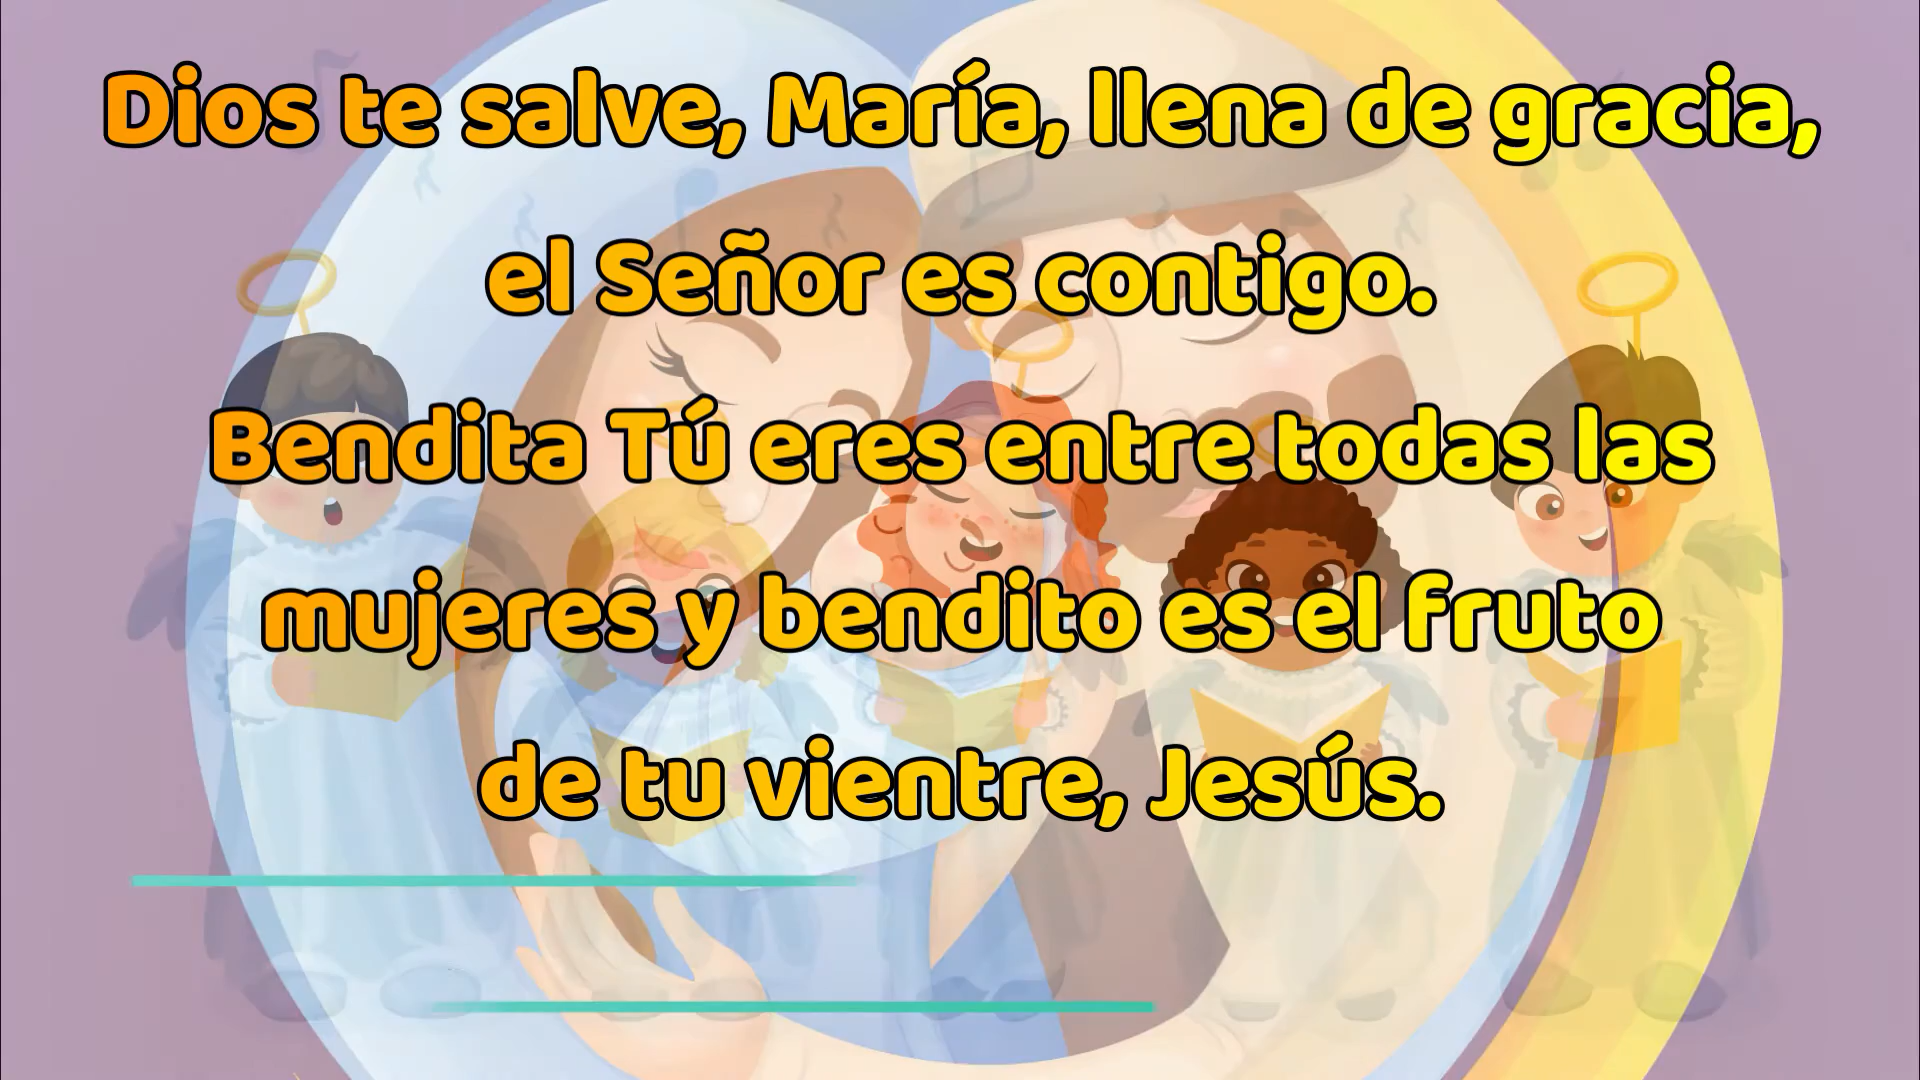 Dios te salve, María, llena de gracia,
el Señor es contigo.
Bendita Tú eres entre todas las
mujeres y bendito es el fruto
de tu vientre, Jesús.